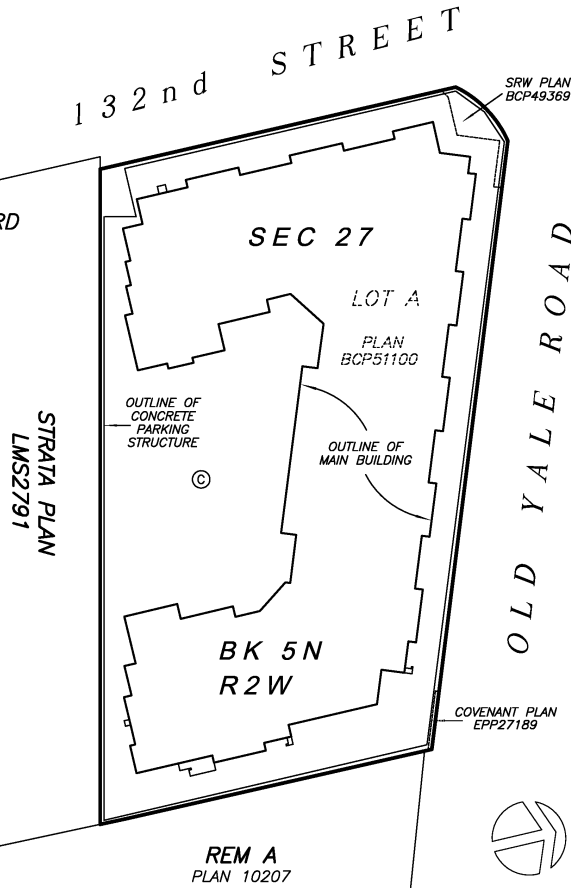 132nd STREET
SRW PLAN
BCP49369
RD
SEC 27
LOT A
PLAN
BCP51100
OLD YALE ROAD
OUTLINE OF
CONCRETE
PARKING
STRUCTURE
STRATA PLAN
LMS2791
OUTLINE OF
MAIN BUILDING
C
BK 5N
R2W
COVENANT PLAN
EPP27189
REM A
PLAN 10207